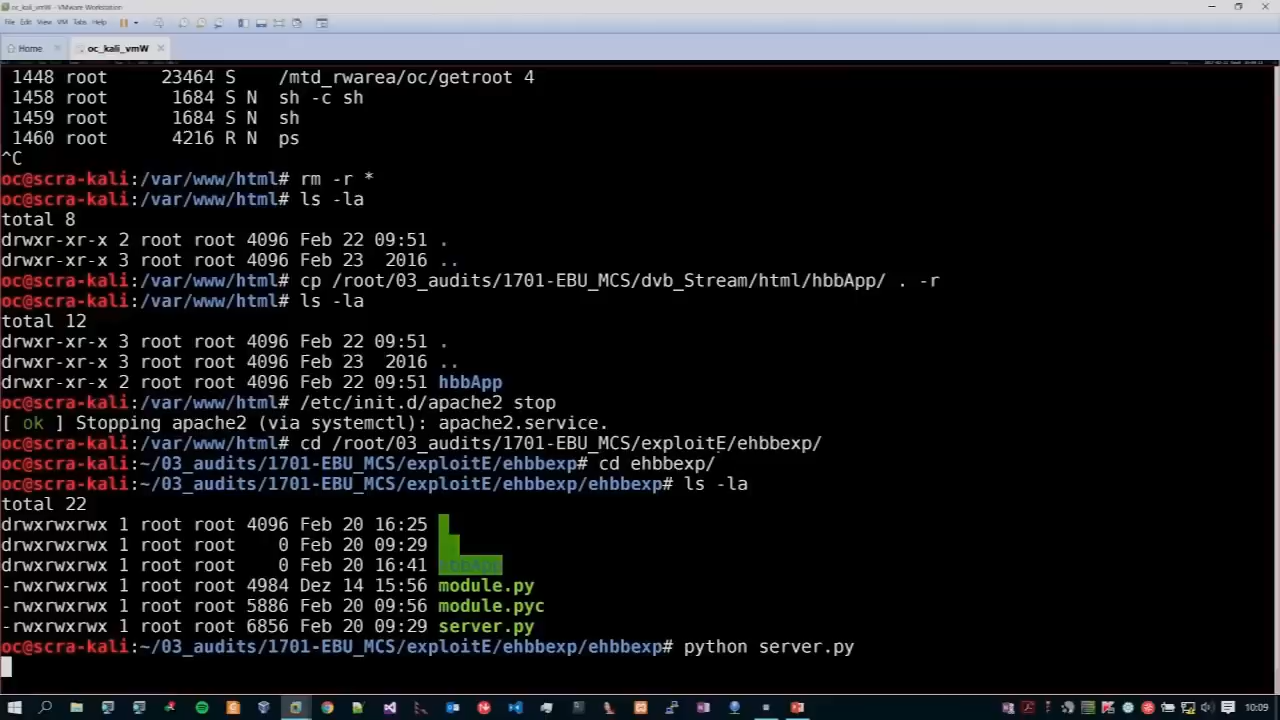 oc_kali_vmW - VMware Workstation
File Edit View VM Tabs Help
Home
oc_kali_vmW
1448 root 23464 S /mtd_rwarea/oc/getroot 4
1458 root 1684 S N sh -c sh
1459 root 1684 S N sh
1460 root 4216 R N ps
^C
oc@scra-kali:/var/www/html# rm -r *
oc@scra-kali:/var/www/html# ls -la
total 8
drwxr-xr-x 2 root root 4096 Feb 22 09:51 .
drwxr-xr-x 3 root root 4096 Feb 23 2016 ..
oc@scra-kali:/var/www/html# cp /root/03_audits/1701-EBU_MCS/dvb_Stream/html/hbbApp/ . -r
oc@scra-kali:/var/www/html# ls -la
total 12
drwxr-xr-x 3 root root 4096 Feb 22 09:51 .
drwxr-xr-x 3 root root 4096 Feb 23 2016 ..
drwxr-xr-x 2 root root 4096 Feb 22 09:51 hbbApp
oc@scra-kali:/var/www/html# /etc/init.d/apache2 stop
[ ok ] Stopping apache2 (via systemctl): apache2.service.
oc@scra-kali:/var/www/html# cd /root/03_audits/1701-EBU_MCS/exploitE/ehbbexp/
oc@scra-kali:~/03_audits/1701-EBU_MCS/exploitE/ehbbexp# cd ehbbexp/
oc@scra-kali:~/03_audits/1701-EBU_MCS/exploitE/ehbbexp/ehbbexp# ls -la
total 22
drwxrwxrwx 1 root root 4096 Feb 20 16:25 .
drwxrwxrwx 1 root root 0 Feb 20 09:29 ..
drwxrwxrwx 1 root root 0 Feb 20 16:41 hbbApp
-rwxrwxrwx 1 root root 4984 Dez 14 15:56 module.py
-rwxrwxrwx 1 root root 5886 Feb 20 09:56 module.pyc
-rwxrwxrwx 1 root root 6856 Feb 20 09:29 server.py
oc@scra-kali:~/03_audits/1701-EBU_MCS/exploitE/ehbbexp/ehbbexp# python server.py
10:09